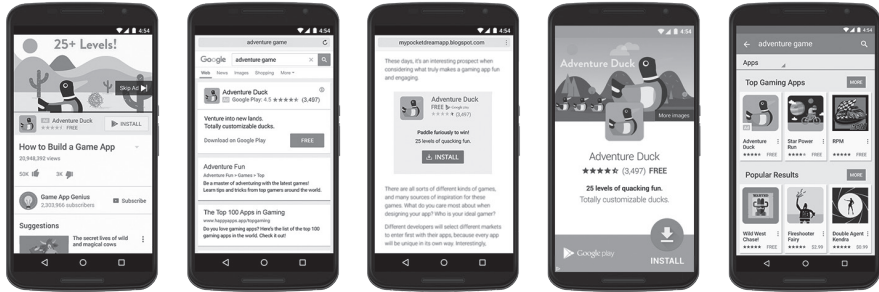 4:54
25+ Levels!
Skip Ad
Adventure Duck
Ad ★★★★☆ FREE
INSTALL
How to Build a Game App
20,948,392 views
50K
3K
Game App Genius
2,303,966 subscribers
Subscribe
Suggestions
The secret lives of wild
and magical cows
4:54
adventure game
Google
adventure game
Web News Images Shopping More
Adventure Duck
Ad Google Play: 4.5 ★★★★★ (3,497)
Venture into new lands.
Totally customizable ducks.
Download on Google Play
FREE
Adventure Fun
Adventure Fun > Games > Top
Be a master of adventuring with the latest games!
Learn tips and tricks from top gamers around the world.
The Top 100 Apps in Gaming
www.happeapps.app/topgaming
Do you love gaming apps? Here's the list of the top 100
gaming apps in the world. Check it out!
4:54
mypocketdreamapp.blogspot.com
These days, it's an interesting prospect when
considering what truly makes a gaming app fun
and engaging.
Adventure Duck
FREE Google play
★★★★★ (3,497)
Paddle furiously to win!
25 levels of quacking fun.
INSTALL
There are all sorts of different kinds of games,
and many sources of inspiration for these
games. What do you care most about when
designing your app? Who is your ideal gamer?
Different developers will select different markets
to enter first with their apps, because every app
will be unique in its own way. Interestingly,
4:54
Adventure Duck
More images
Adventure Duck
★★★★★ (3,497) FREE
25 levels of quacking fun.
Totally customizable ducks.
Google play
INSTALL
4:54
adventure game
Apps
Top Gaming Apps
MORE
Ad
Adventure
Duck
★★★★★ FREE
Star Power
Run
★★★★★ FREE
RPM
★★★★★ FREE
Popular Results
MORE
WANTED
Wild West
Chase!
★★★★★ FREE
Fireshooter
Fairy
★★★★★ $2.99
Double Agent
Kendra
★★★★★ $0.99